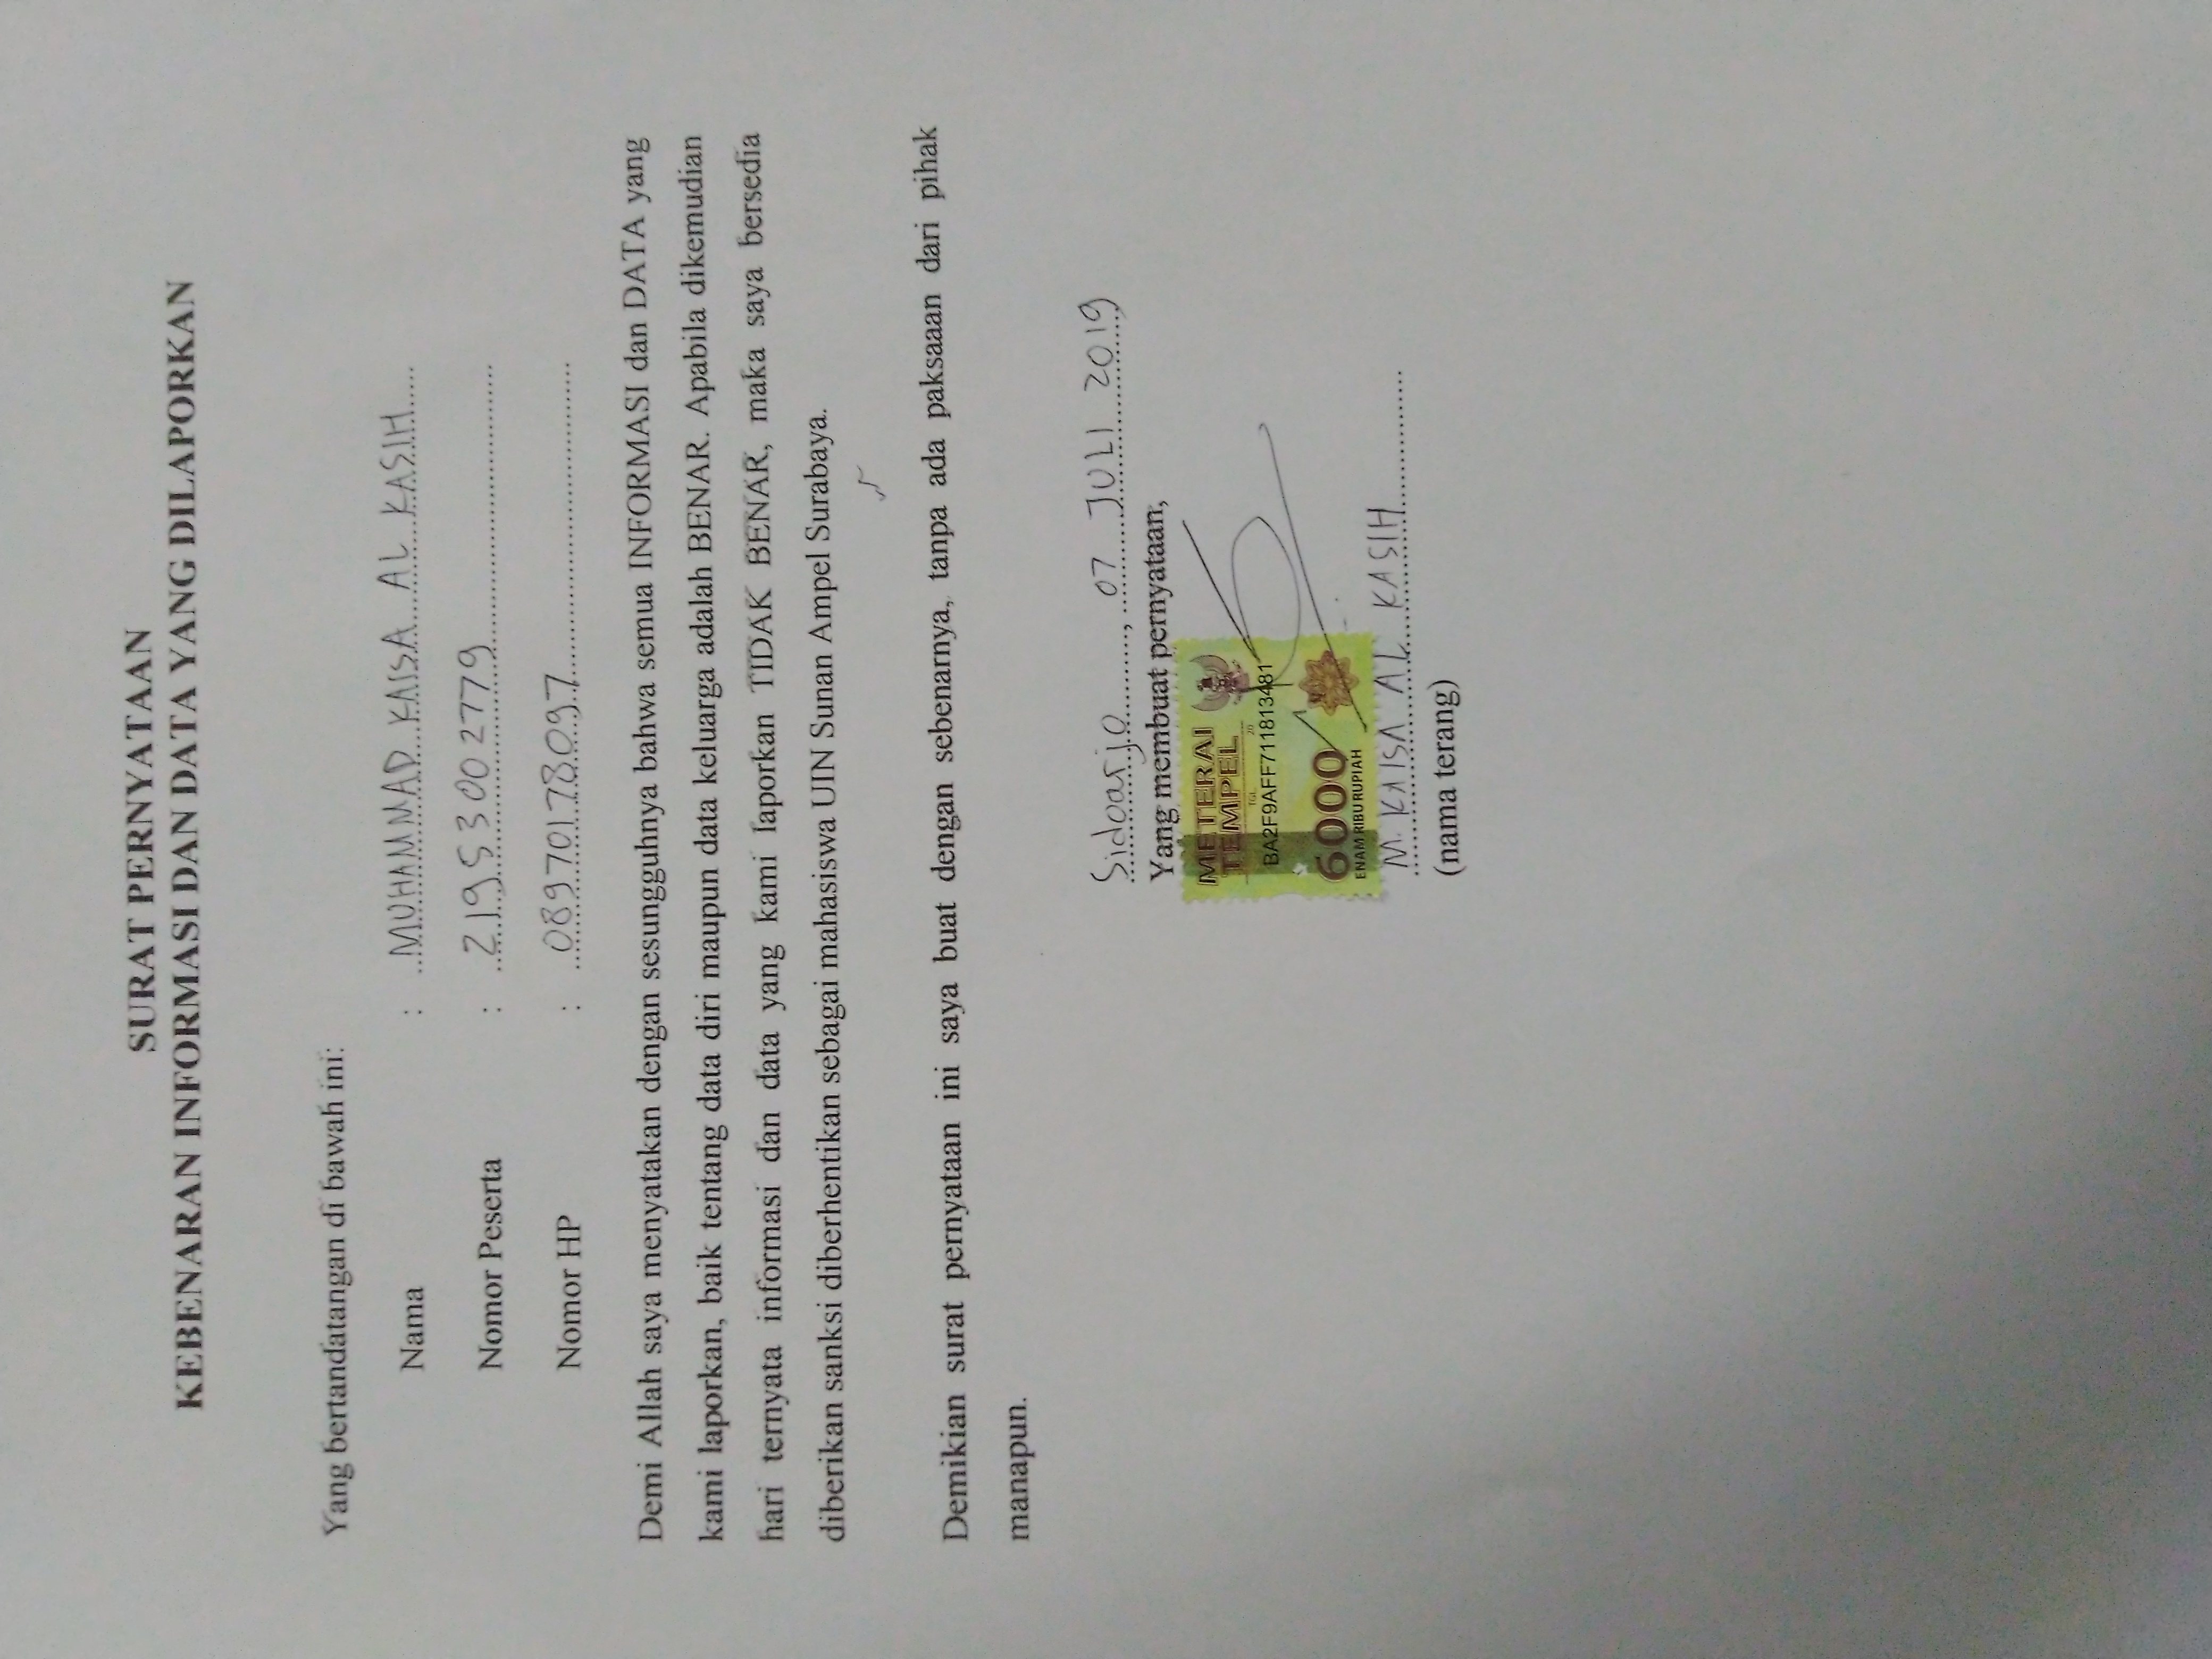 SURAT PERNYATAAN
KEBENARAN INFORMASI DAN DATA YANG DILAPORKAN
Yang bertandatangan di bawah ini:
Nama : MUHAMMAD KAISA AL KASIH
Nomor Peserta : 21953002779
Nomor HP : 08970178097
Demi Allah saya menyatakan dengan sesungguhnya bahwa semua INFORMASI dan DATA yang
kami laporkan, baik tentang data diri maupun data keluarga adalah BENAR. Apabila dikemudian
hari ternyata informasi dan data yang kami laporkan TIDAK BENAR, maka saya bersedia
diberikan sanksi diberhentikan sebagai mahasiswa UIN Sunan Ampel Surabaya.
Demikian surat pernyataan ini saya buat dengan sebenarnya, tanpa ada paksaaan dari pihak
manapun.
Sidoarjo, 07 JULI 2019
Yang membuat pernyataan,
METERAI
TEMPEL
TGL. 20
BA2F9AFF711813481
6000
ENAM RIBU RUPIAH
M. KAISA AL KASIH
(nama terang)